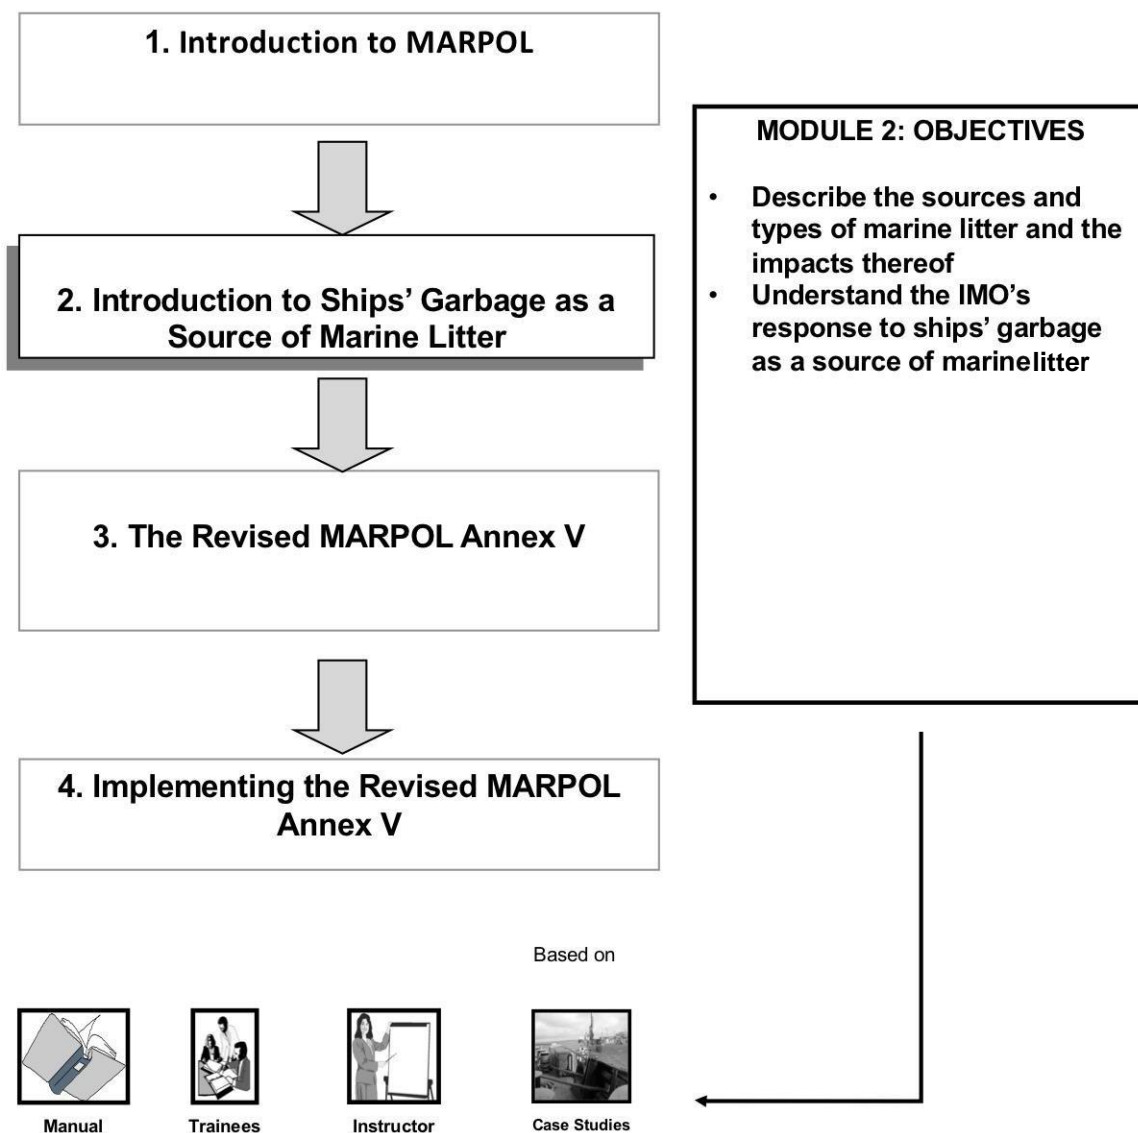 1. Introduction to MARPOL
2. Introduction to Ships’ Garbage as a
Source of Marine Litter
3. The Revised MARPOL Annex V
4. Implementing the Revised MARPOL
Annex V
MODULE 2: OBJECTIVES
• Describe the sources and
types of marine litter and the
impacts thereof
• Understand the IMO’s
response to ships’ garbage
as a source of marinelitter
Based on
Manual
Trainees
Instructor
Case Studies